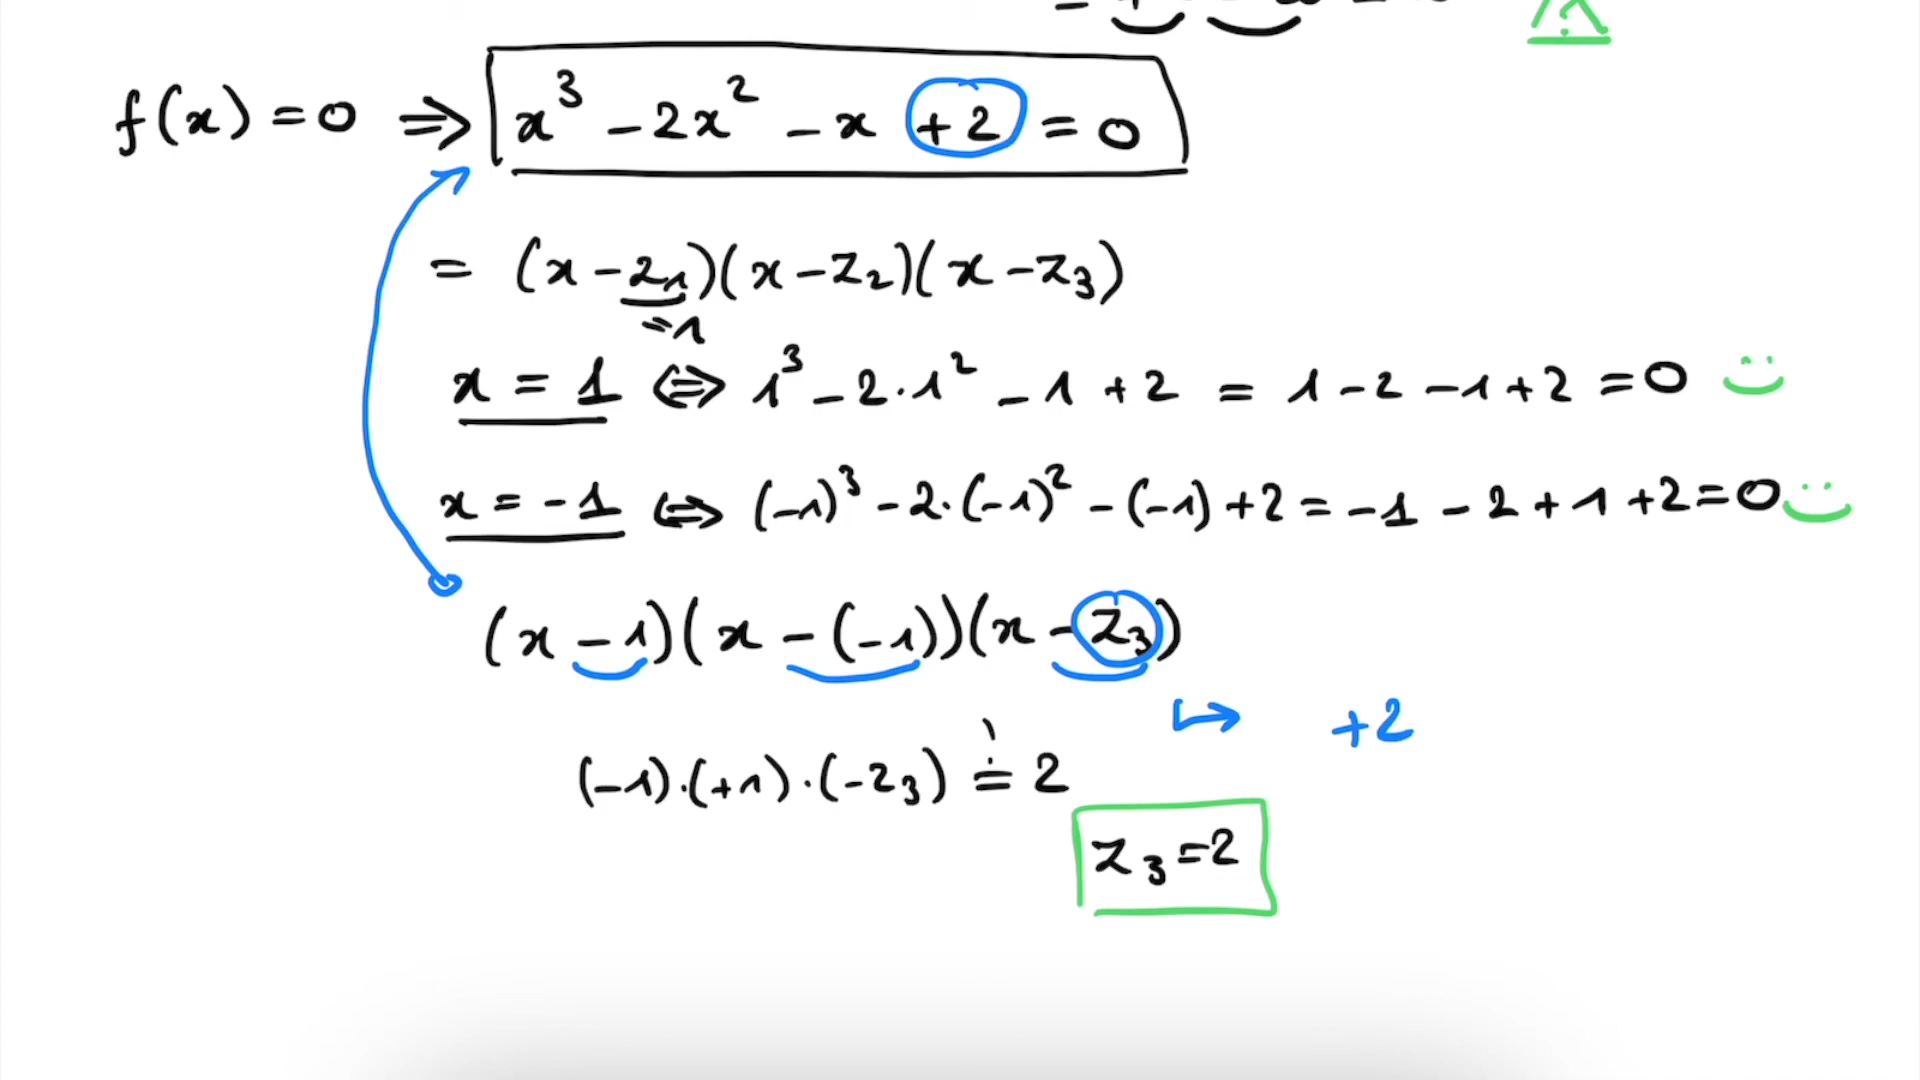 f(x) = 0 ⇒ x³ - 2x² - x + 2 = 0
= (x - z₁)(x - z₂)(x - z₃)
= 1
x = 1 ⇔ 1³ - 2·1² - 1 + 2 = 1 - 2 - 1 + 2 = 0
x = -1 ⇔ (-1)³ - 2·(-1)² - (-1) + 2 = -1 - 2 + 1 + 2 = 0
(x - 1)(x - (-1))(x - z₃)
↦ +2
(-1)·(+1)·(-z₃) = 2
z₃ = 2